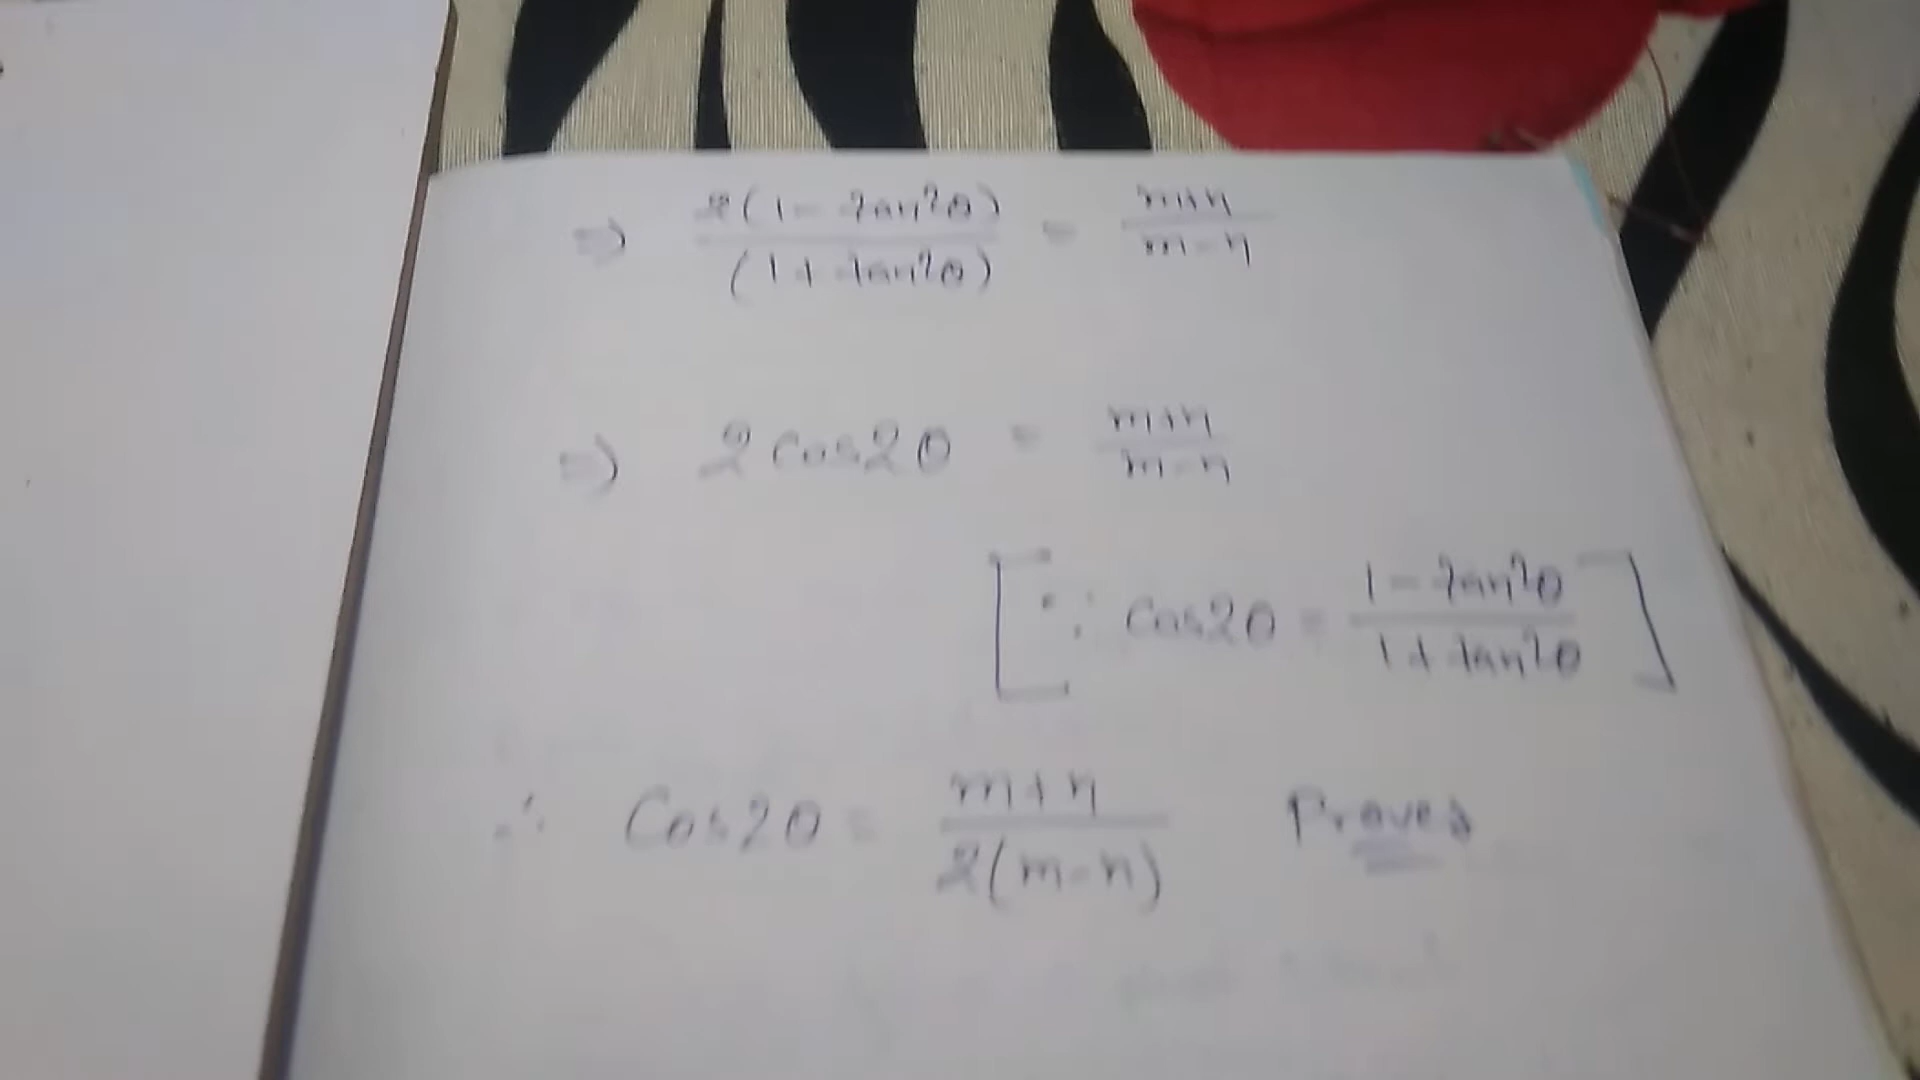 ⇒ 2(1 - tan²θ)/(1 + tan²θ) = m+n/m-n
⇒ 2 cos2θ = m+n/m-n
[∵ cos2θ = 1 - tan²θ/1 + tan²θ]
∴ Cos2θ = m+n/2(m-n) Proved